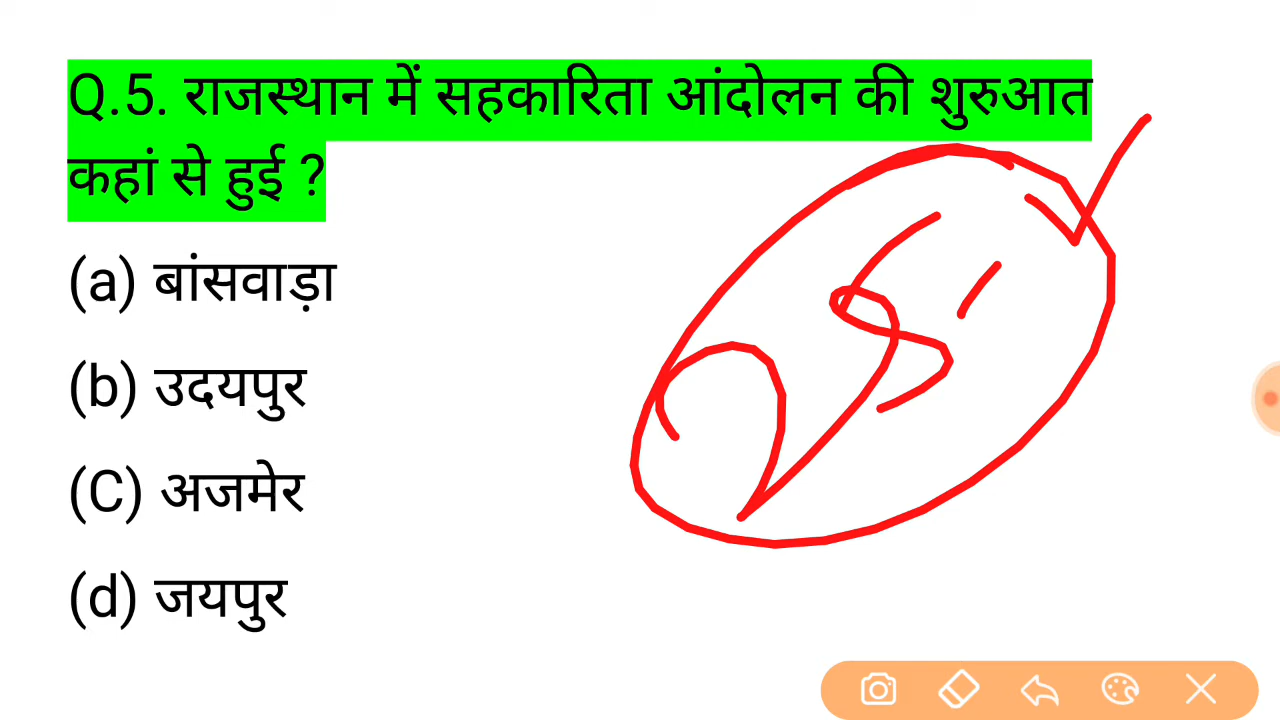 Q.5. राजस्थान में सहकारिता आंदोलन की शुरुआत
कहां से हुई ?
(a) बांसवाड़ा
(b) उदयपुर
(C) अजमेर
(d) जयपुर